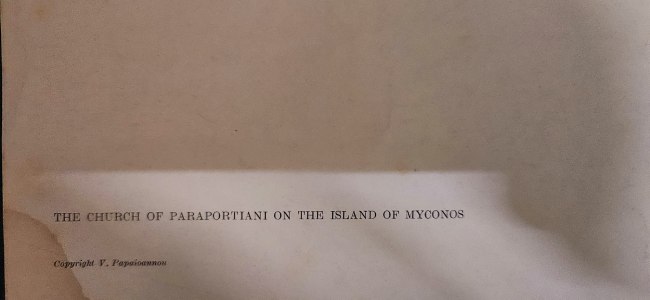 THE CHURCH OF PARAPORTIANI ON THE ISLAND OF MYCONOS
Copyright V. Papaioannou